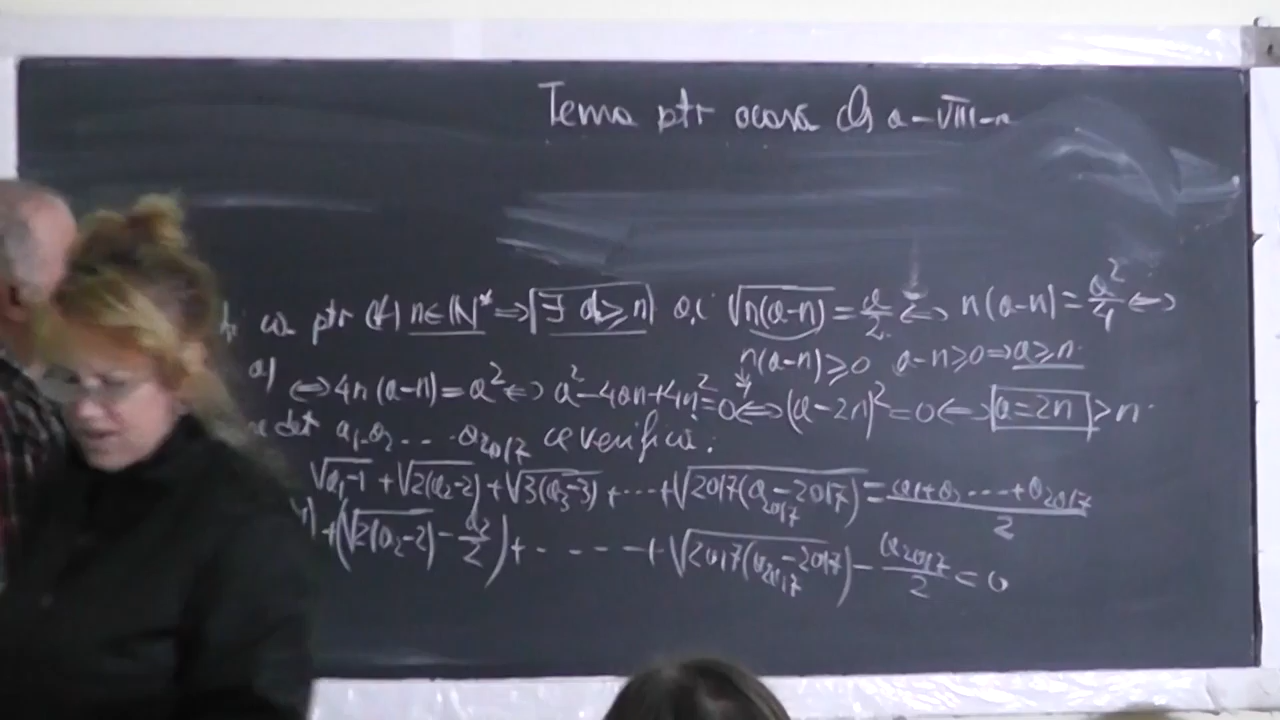 Tema ptr acasă cls a-VIII-a
ptr (∀) n∈ℕ* ⇒ ∃ a≥n a.i. √n(a-n) = a/2 ⇔ n(a-n) = a²/4 ⇔
n(a-n)≥0 a-n≥0 ⇒ a≥n
a) ⇔ 4n(a-n) = a² ⇔ a²-4an+4n² = 0 ⇔ (a-2n)² = 0 ⇔ a=2n > n.
det a₁, a₂ ... a₂₀₁₇ ce verifică:
√a₁-1 + √2(a₂-2) + √3(a₃-3) + ... + √2017(a₂₀₁₇-2017) = a₁+a₂ ... + a₂₀₁₇ / 2
+ (√2(a₂-2) - a₂/2) + . . . . + √2017(a₂₀₁₇-2017) - a₂₀₁₇/2 = 0